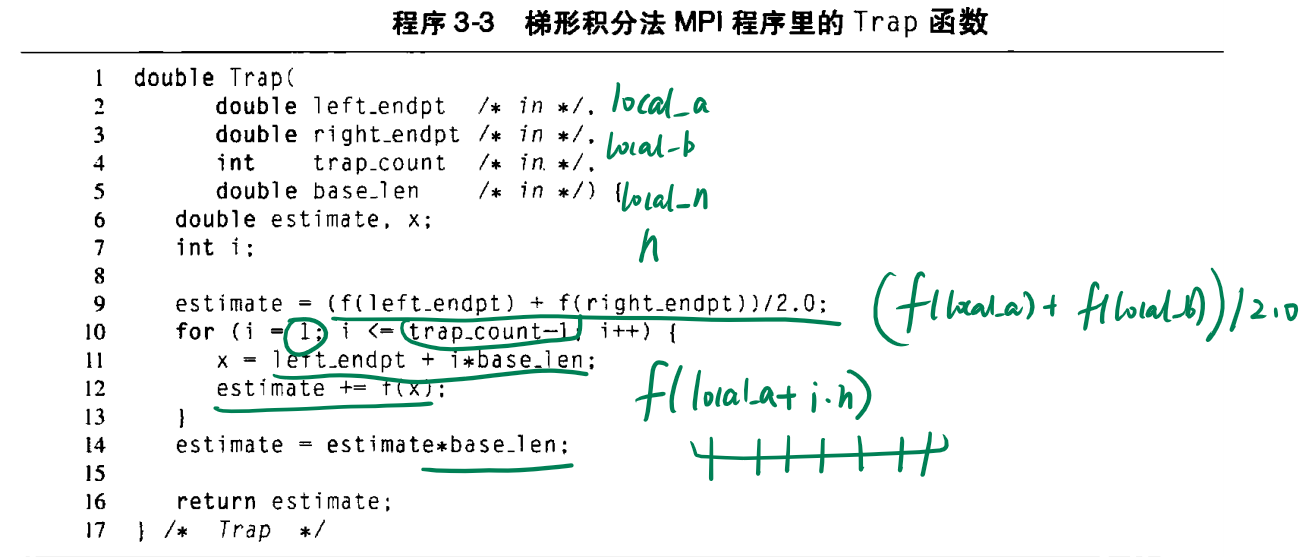 程序 3-3 梯形积分法 MPI 程序里的 Trap 函数
1 double Trap(
2 double left_endpt /* in */, local_a
3 double right_endpt /* in */, local-b
4 int trap_count /* in */,
5 double base_len /* in */) { local_n
6 double estimate, x;
7 int i; h
8
9 estimate = (f(left_endpt) + f(right_endpt))/2.0; (f(local_a) + f(local_b))/2.0
10 for (i = 1; i <= trap_count-1; i++) {
11 x = left_endpt + i*base_len;
12 estimate += f(x); f(local_a + i·h)
13 }
14 estimate = estimate*base_len;
15
16 return estimate;
17 } /* Trap */